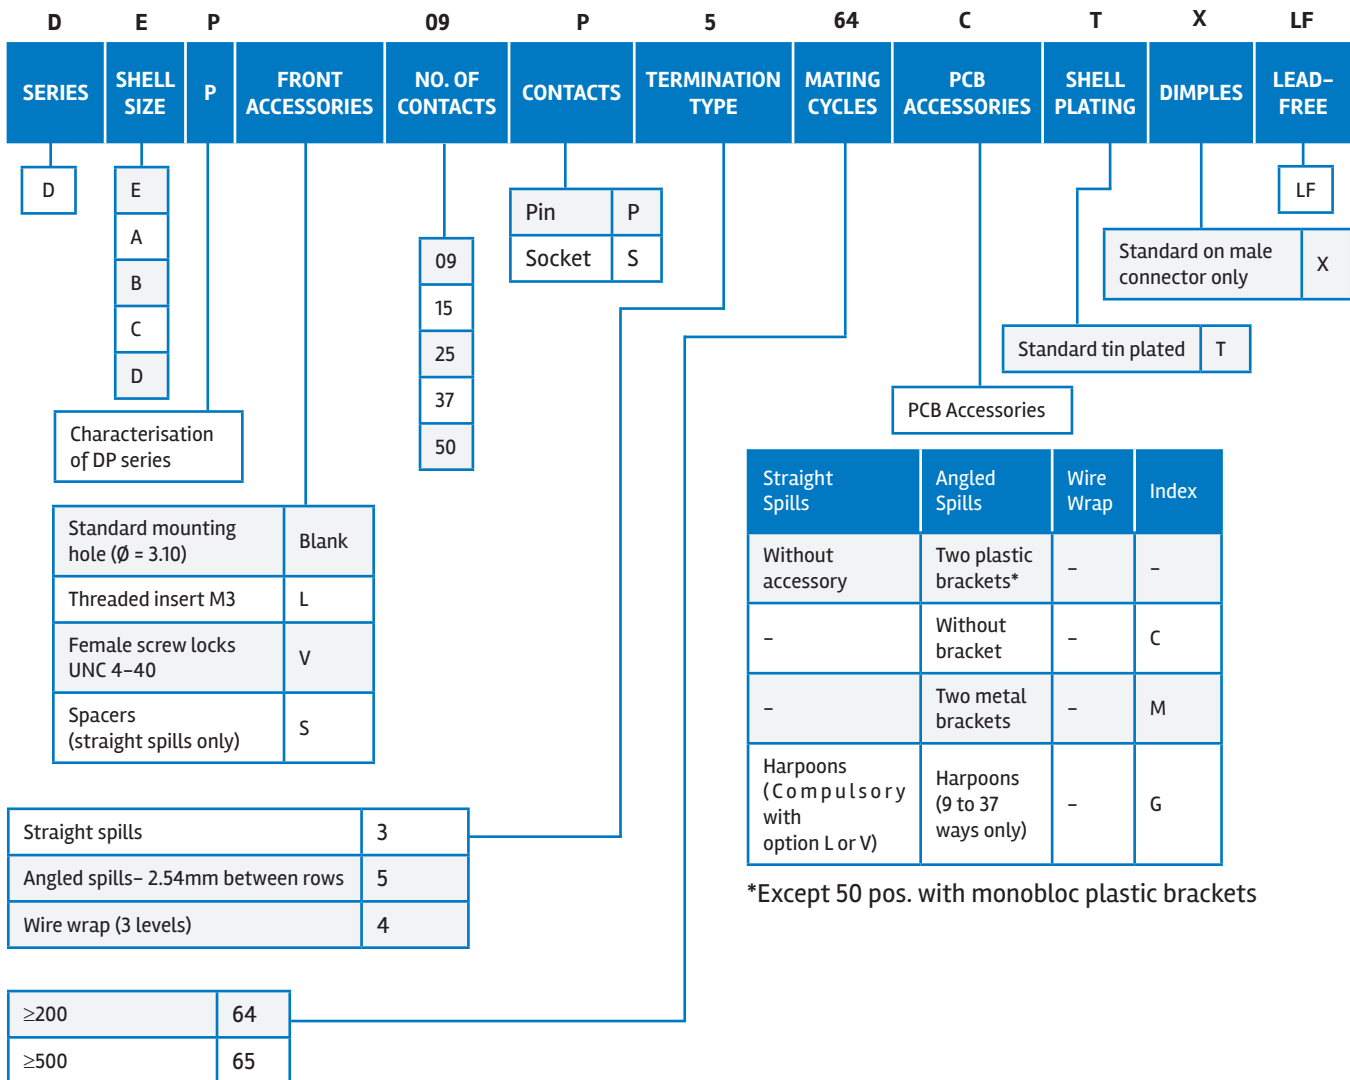 D E P 09 P 5 64 C T X LF
SERIES
SHELL
SIZE
P
FRONT
ACCESSORIES
NO. OF
CONTACTS
CONTACTS
TERMINATION
TYPE
MATING
CYCLES
PCB
ACCESSORIES
SHELL
PLATING
DIMPLES
LEAD–
FREE
D
E
A
B
C
D
Characterisation
of DP series
Standard mounting
hole (Ø = 3.10)
Blank
Threaded insert M3
L
Female screw locks
UNC 4–40
V
Spacers
(straight spills only)
S
09
15
25
37
50
Pin P
Socket S
Straight spills 3
Angled spills– 2.54mm between rows 5
Wire wrap (3 levels) 4
≥200 64
≥500 65
PCB Accessories
Standard tin plated T
Standard on male
connector only
X
LF
Straight
Spills
Angled
Spills
Wire
Wrap
Index
Without
accessory
Two plastic
brackets*
–
–
–
Without
bracket
–
C
–
Two metal
brackets
–
M
Harpoons
(Compulsory
with
option L or V)
Harpoons
(9 to 37
ways only)
–
G
*Except 50 pos. with monobloc plastic brackets